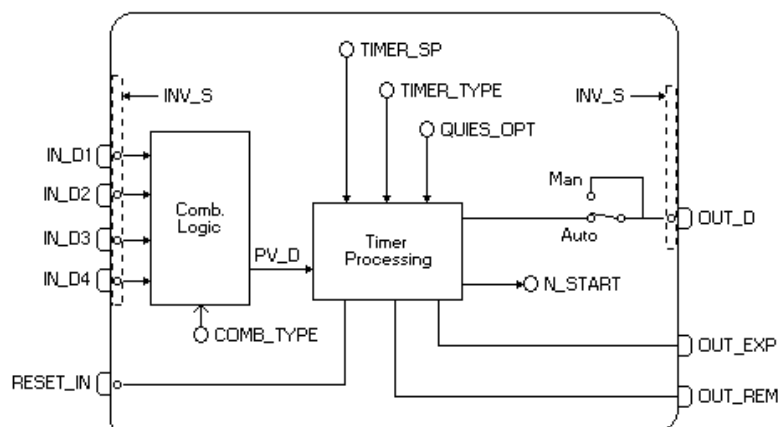 TIMER_SP
INV_S
TIMER_TYPE
INV_S
QUIES_OPT
IN_D1
IN_D2
IN_D3
IN_D4
Comb.
Logic
Man
Auto
OUT_D
PV_D
Timer
Processing
N_START
COMB_TYPE
OUT_EXP
RESET_IN
OUT_REM